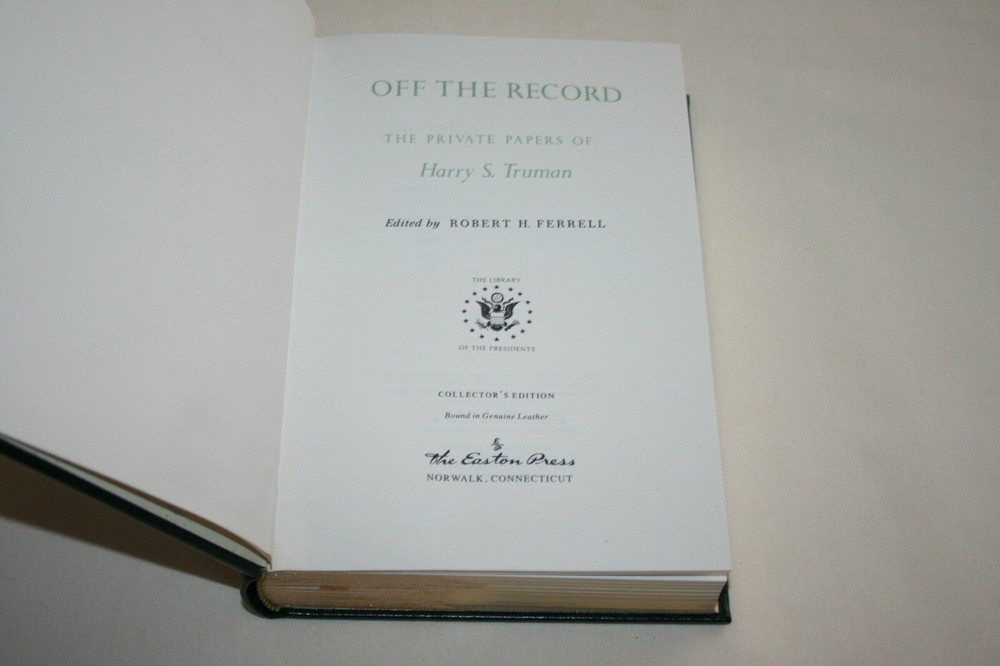 OFF THE RECORD
THE PRIVATE PAPERS OF
Harry S. Truman
Edited by ROBERT H. FERRELL
THE LIBRARY
OF THE PRESIDENTS
COLLECTOR'S EDITION
Bound in Genuine Leather
E/P
The Easton Press
NORWALK, CONNECTICUT